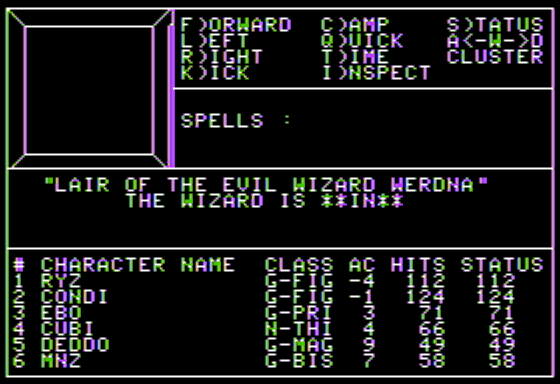 F)ORWARD C)AMP S)TATUS
L)EFT Q)UICK A<-W->D
R)IGHT T)IME CLUSTER
K)ICK I)NSPECT
SPELLS :
"LAIR OF THE EVIL WIZARD WERDNA"
THE WIZARD IS **IN**
# CHARACTER NAME CLASS AC HITS STATUS
1 RYZ G-FIG -4 112 112
2 CONDI G-FIG -1 124 124
3 EBO G-PRI 3 71 71
4 CUBI N-THI 4 66 66
5 DEDDO G-MAG 9 49 49
6 MNZ G-BIS 7 58 58